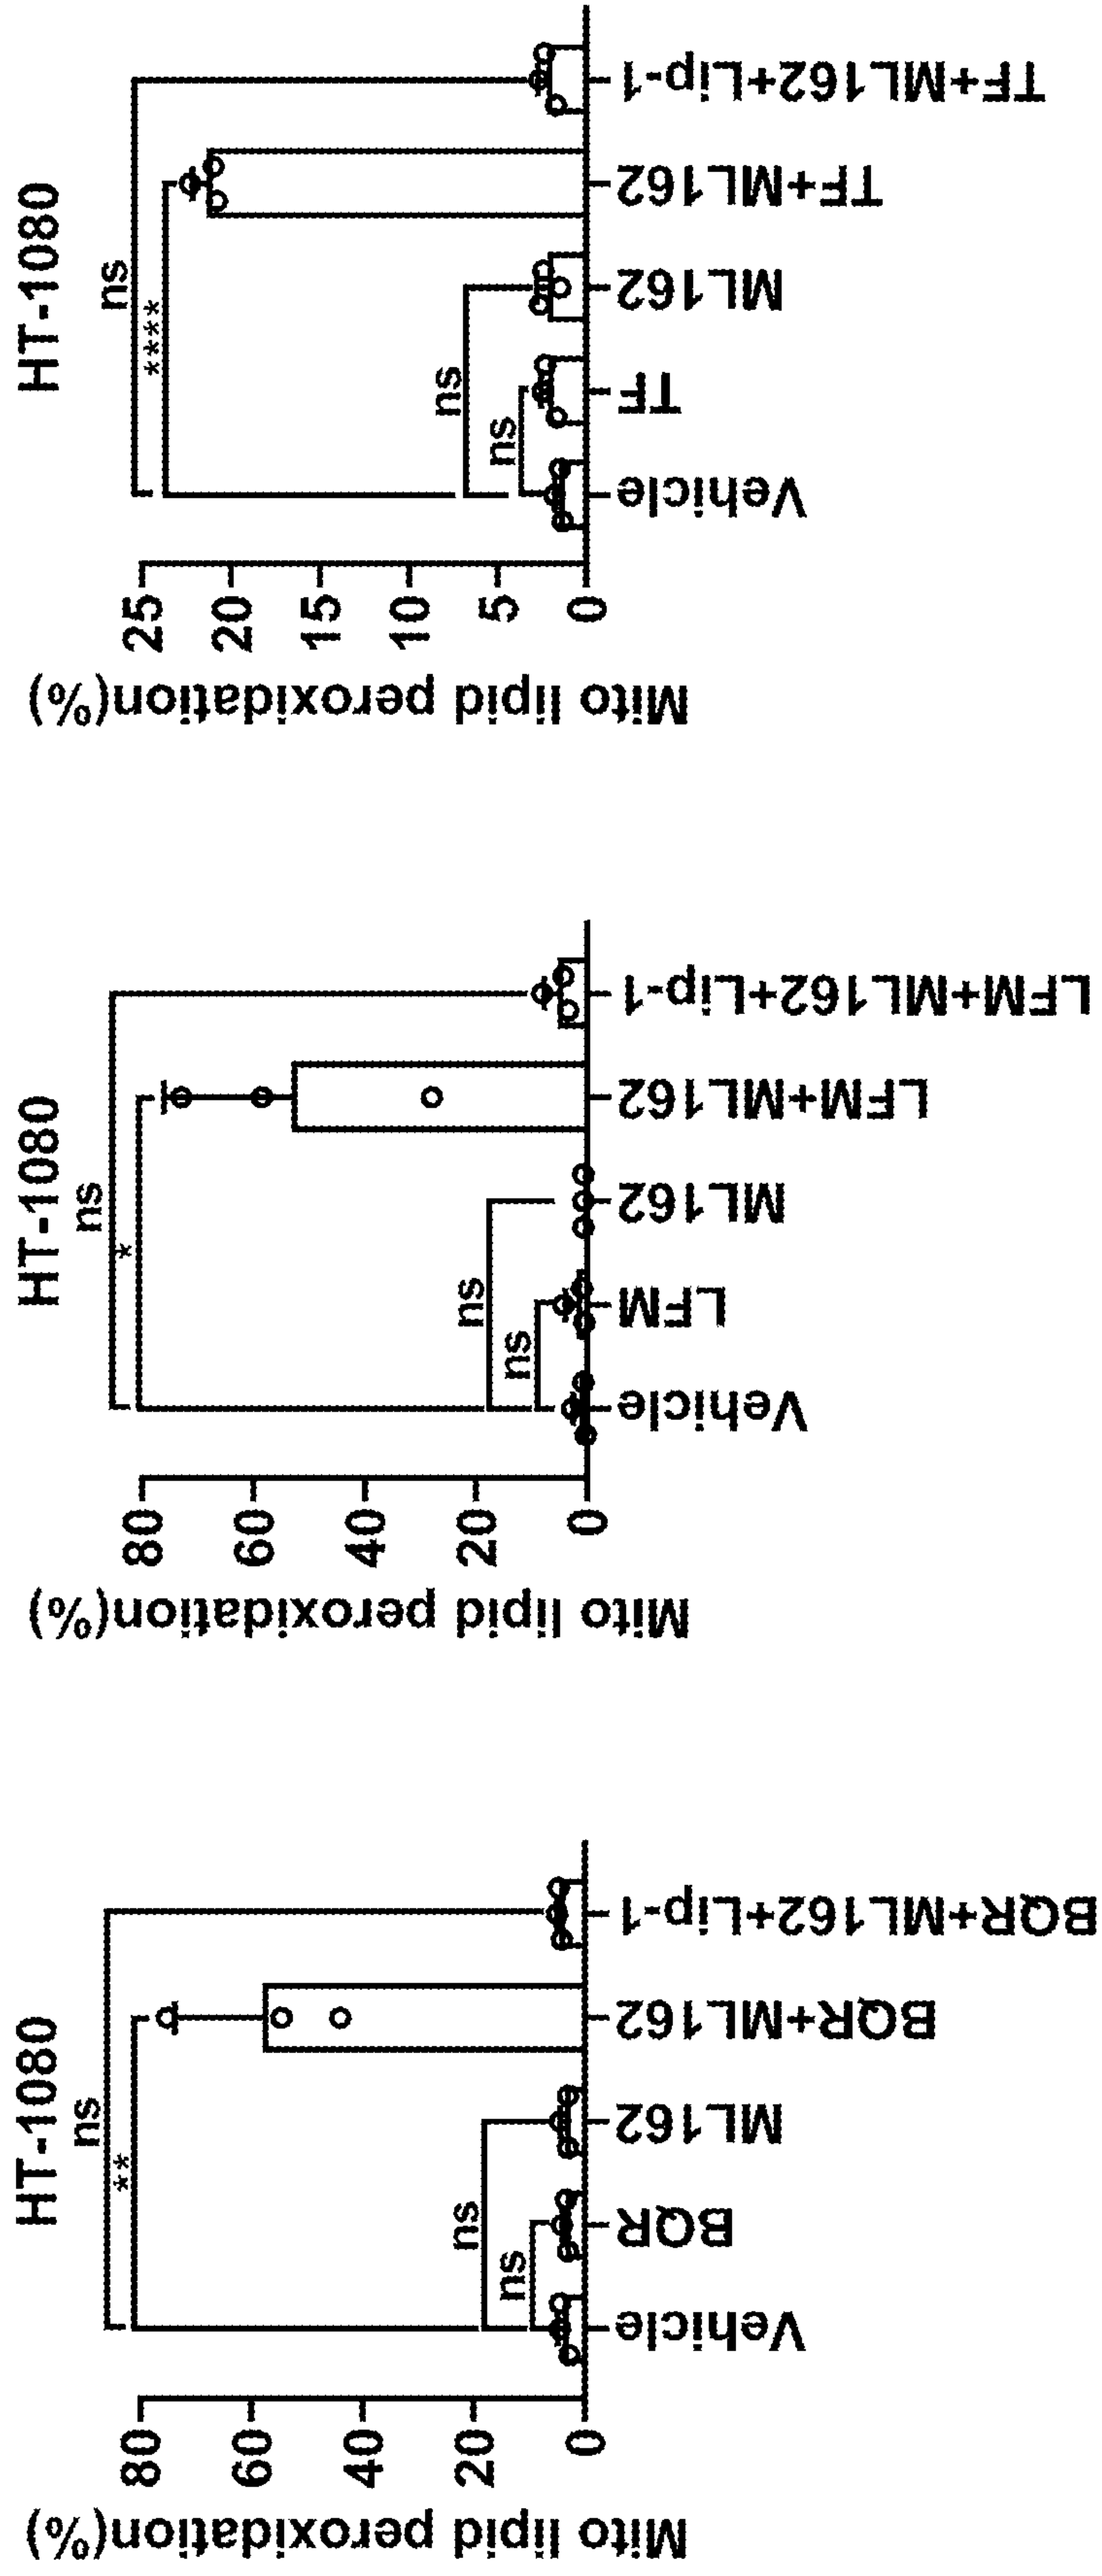 HT-1080
ns
**
ns
ns
Mito lipid peroxidation(%)
80
60
40
20
0
Vehicle
BQR
ML162
BQR+ML162
BQR+ML162+Lip-1
HT-1080
ns
*
ns
ns
Mito lipid peroxidation(%)
80
60
40
20
0
Vehicle
LFM
ML162
LFM+ML162
LFM+ML162+Lip-1
HT-1080
ns
****
ns
ns
Mito lipid peroxidation(%)
25
20
15
10
5
0
Vehicle
TF
ML162
TF+ML162
TF+ML162+Lip-1